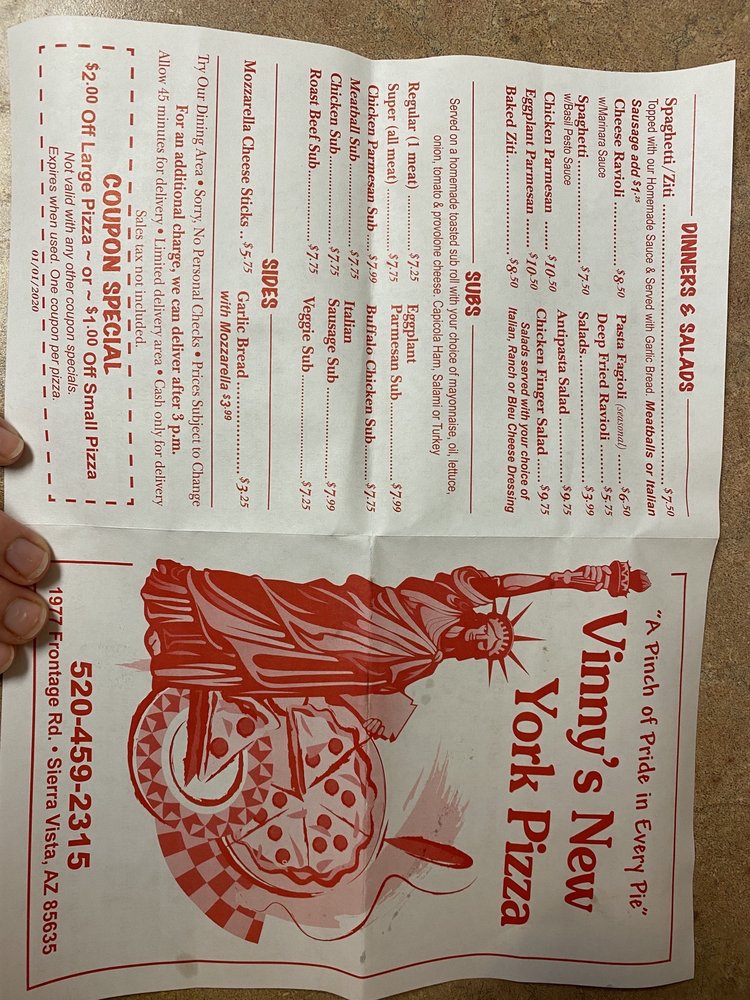 DINNERS & SALADS
Spaghetti /Ziti ........ $7.50
Topped with our Homemade Sauce & Served with Garlic Bread. Meatballs or Italian
Sausage add $1.25
Cheese Ravioli ........ $8.50
w/Marinara Sauce
Spaghetti ........ $7.50
w/Basil Pesto Sauce
Chicken Parmesan ........ $10.50
Eggplant Parmesan ........ $10.50
Baked Ziti ........ $8.50
Pasta Fagioli (seasonal) ...... $6.50
Deep Fried Ravioli .... $5.75
Salads ........ $3.99
Antipasta Salad ........ $9.75
Chicken Finger Salad .... $9.75
Salads served with your choice of
Italian, Ranch or Bleu Cheese Dressing
SUBS
Served on a homemade toasted sub roll with your choice of mayonnaise, oil, lettuce,
onion, tomato & provolone cheese. Capicola Ham, Salami or Turkey
Regular (1 meat) ........ $7.25
Super (all meat) ........ $7.75
Chicken Parmesan Sub $7.99
Meatball Sub ........ $7.75
Chicken Sub ........ $7.75
Roast Beef Sub ........ $7.75
Eggplant
Parmesan Sub ........ $7.99
Buffalo Chicken Sub .... $7.75
Italian
Sausage Sub ........ $7.99
Veggie Sub ........ $7.25
SIDES
Mozzarella Cheese Sticks .. $5.75
Garlic Bread ........ $3.25
with Mozzarella $3.99
Try Our Dining Area • Sorry, No Personal Checks • Prices Subject to Change
For an additional charge, we can deliver after 3 p.m.
Allow 45 minutes for delivery • Limited delivery area • Cash only for delivery
Sales tax not included.
COUPON SPECIAL
$2.00 Off Large Pizza ~ or ~ $1.00 Off Small Pizza
Not valid with any other coupon specials.
Expires when used. One coupon per pizza.
01/01/2020
"A Pinch of Pride in Every Pie"
Vinny's New
York Pizza
520-459-2315
1977 Frontage Rd. • Sierra Vista, AZ 85635